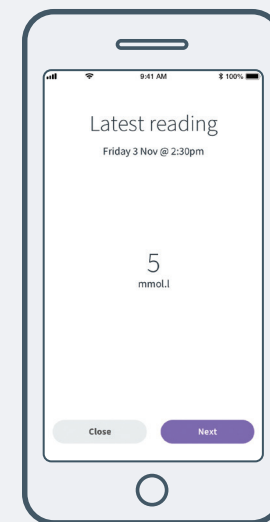 9:41 AM
100%
Latest reading
Friday 3 Nov @ 2:30pm
5
mmol.l
Close
Next